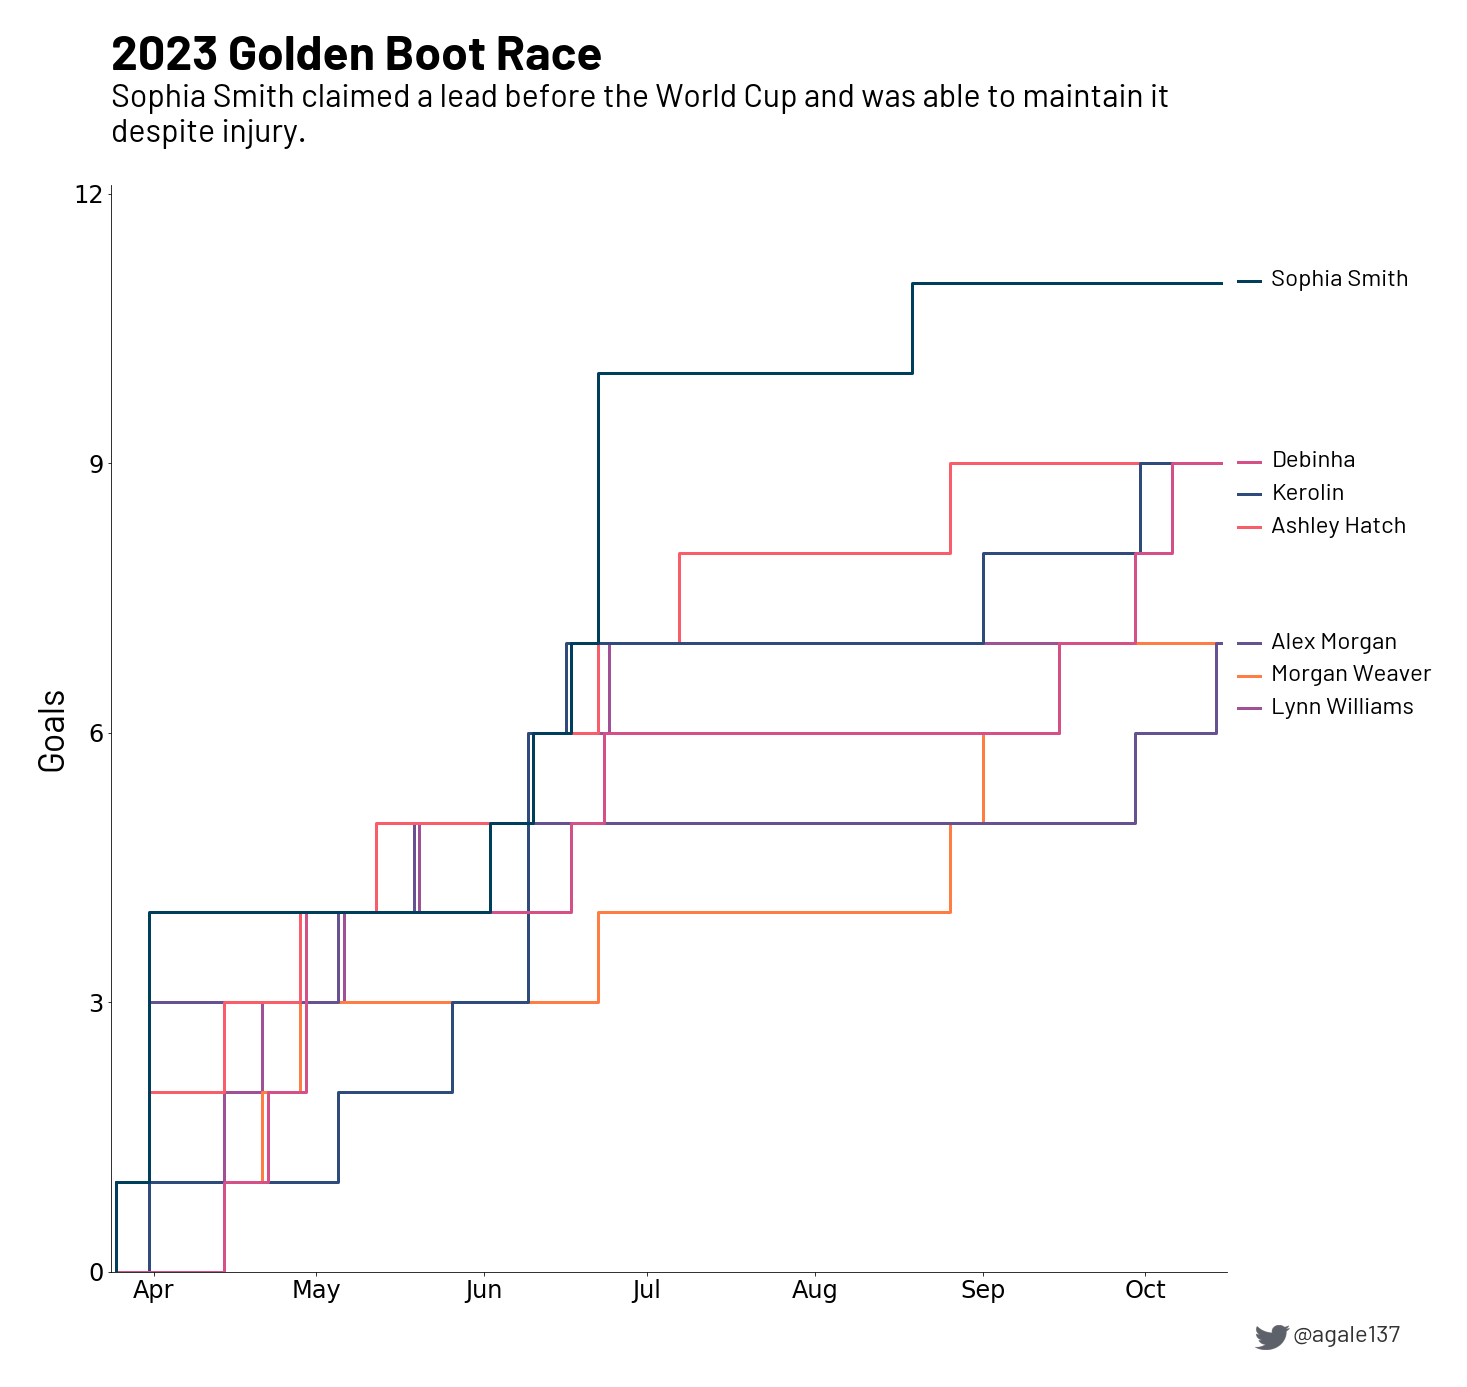 2023 Golden Boot Race
Sophia Smith claimed a lead before the World Cup and was able to maintain it
despite injury.
12
Sophia Smith
9
Debinha
Kerolin
Ashley Hatch
Alex Morgan
Morgan Weaver
Lynn Williams
Goals
6
3
0
Apr May Jun Jul Aug Sep Oct
@agale137